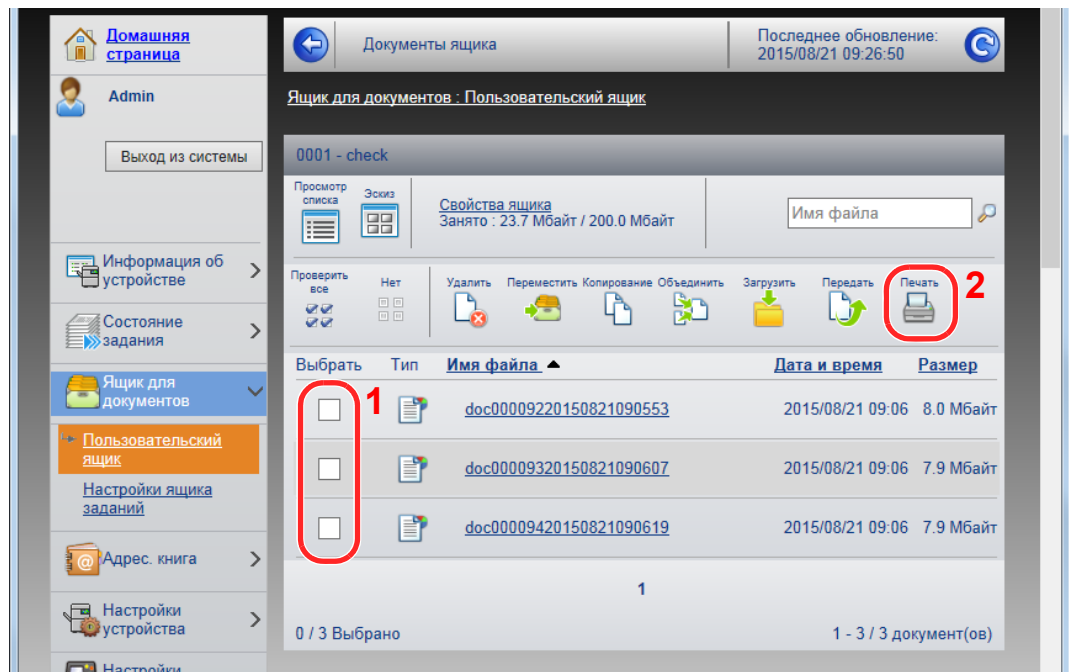 Домашняя
страница
Admin
Выход из системы
Информация об
устройстве
Состояние
задания
Ящик для
документов
Пользовательский
ящик
Настройки ящика
заданий
Адрес. книга
Настройки
устройства
Настройки
Документы ящика
Последнее обновление:
2015/08/21 09:26:50
Ящик для документов : Пользовательский ящик
0001 - check
Просмотр
списка
Эскиз
Свойства ящика
Занято : 23.7 Мбайт / 200.0 Мбайт
Имя файла
Проверить
все
Нет
Удалить Переместить Копирование Объединить Загрузить Передать Печать
2
Выбрать Тип Имя файла Дата и время Размер
1
doc00009220150821090553 2015/08/21 09:06 8.0 Мбайт
doc00009320150821090607 2015/08/21 09:06 7.9 Мбайт
doc00009420150821090619 2015/08/21 09:06 7.9 Мбайт
1
0 / 3 Выбрано 1 - 3 / 3 документ(ов)